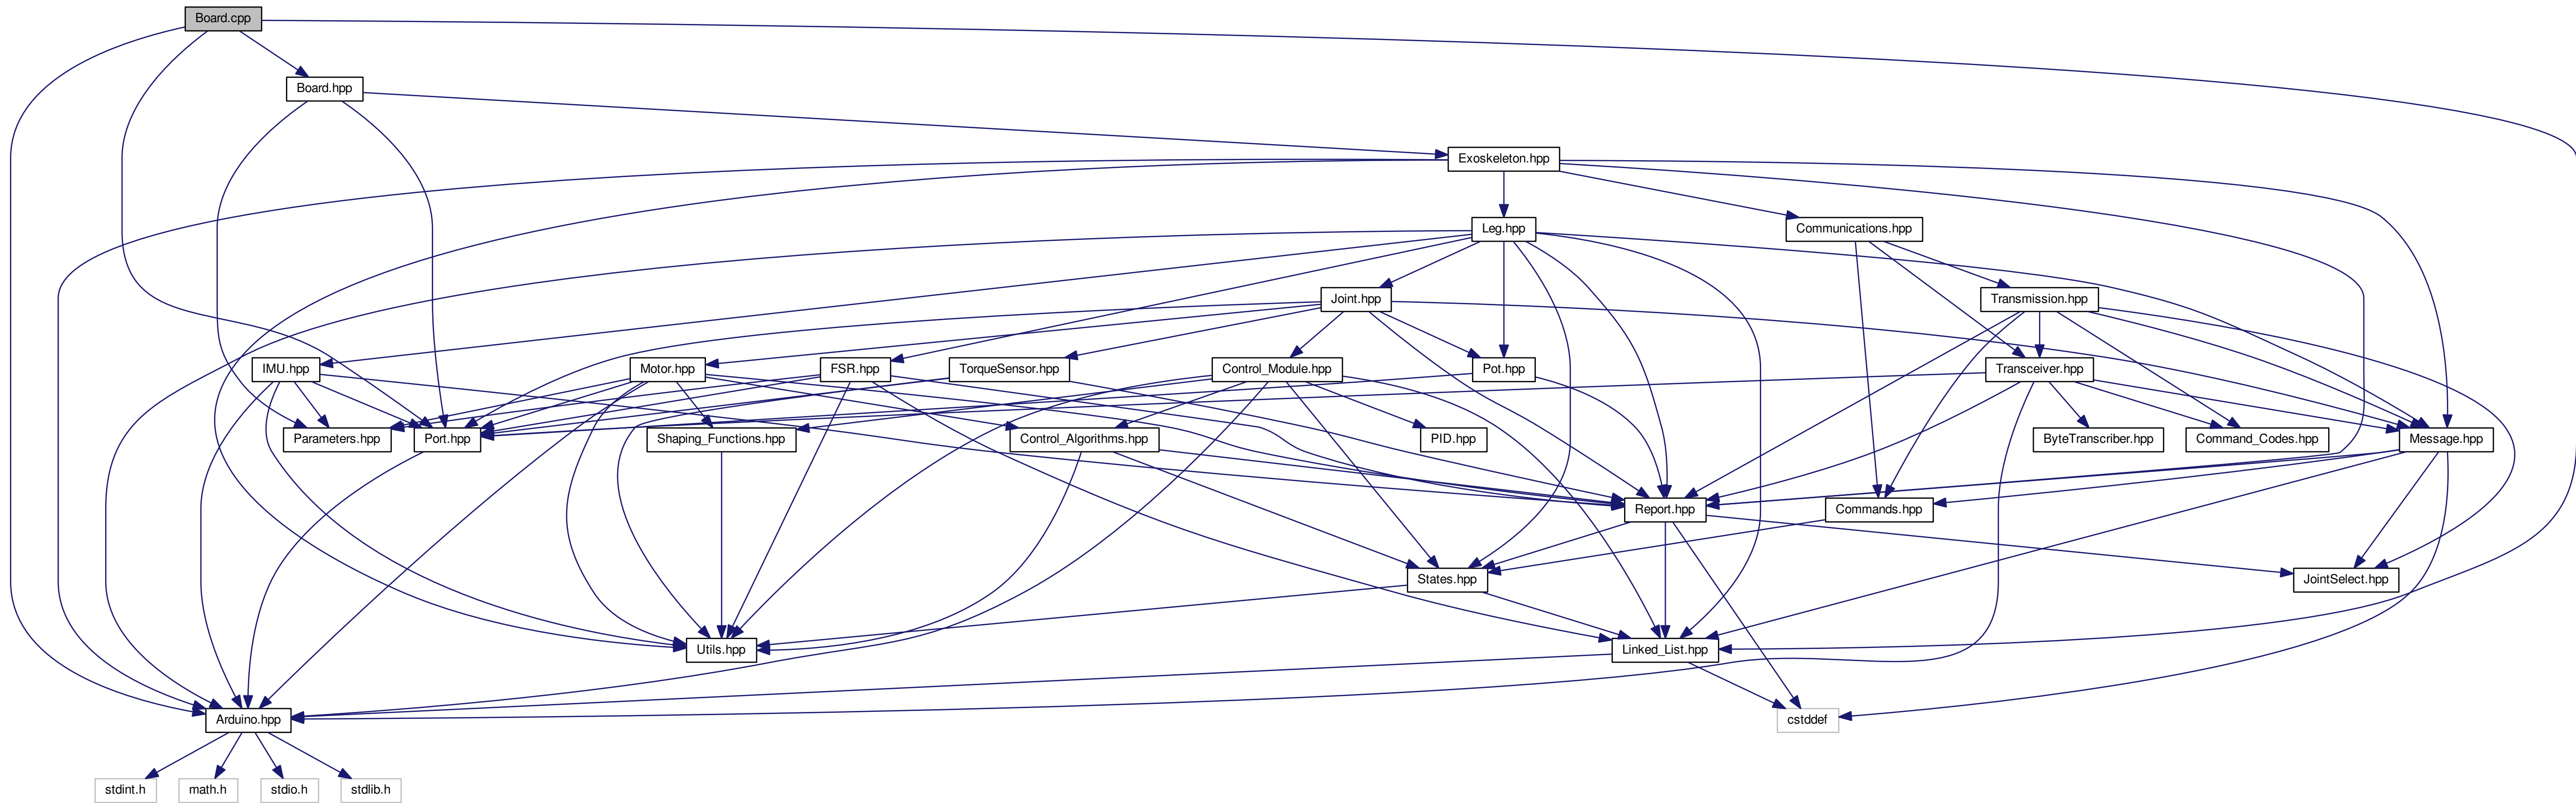 Board.cpp
Board.hpp
Exoskeleton.hpp
Leg.hpp
Communications.hpp
Joint.hpp
Transmission.hpp
IMU.hpp
Motor.hpp
FSR.hpp
TorqueSensor.hpp
Control_Module.hpp
Pot.hpp
Transceiver.hpp
Parameters.hpp
Port.hpp
Shaping_Functions.hpp
Control_Algorithms.hpp
PID.hpp
ByteTranscriber.hpp
Command_Codes.hpp
Message.hpp
Report.hpp
Commands.hpp
States.hpp
JointSelect.hpp
Utils.hpp
Linked_List.hpp
Arduino.hpp
cstddef
stdint.h
math.h
stdio.h
stdlib.h